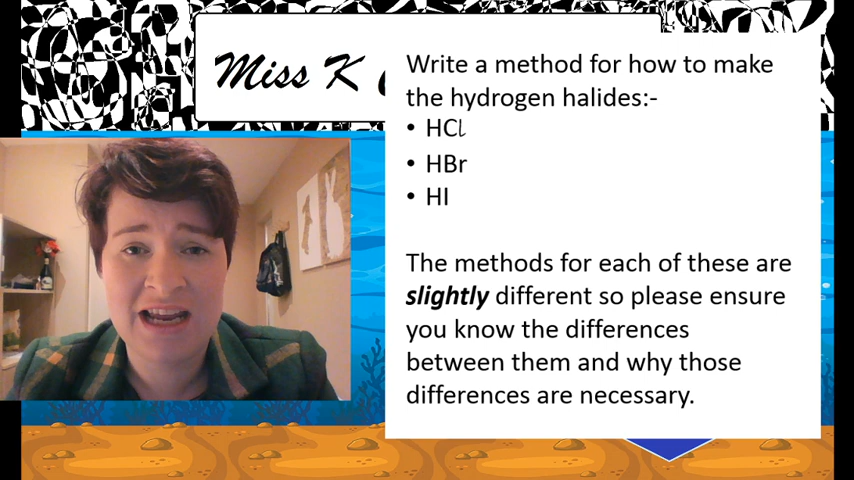 Miss K
Write a method for how to make
the hydrogen halides:-
• HCl
• HBr
• HI
The methods for each of these are
slightly different so please ensure
you know the differences
between them and why those
differences are necessary.